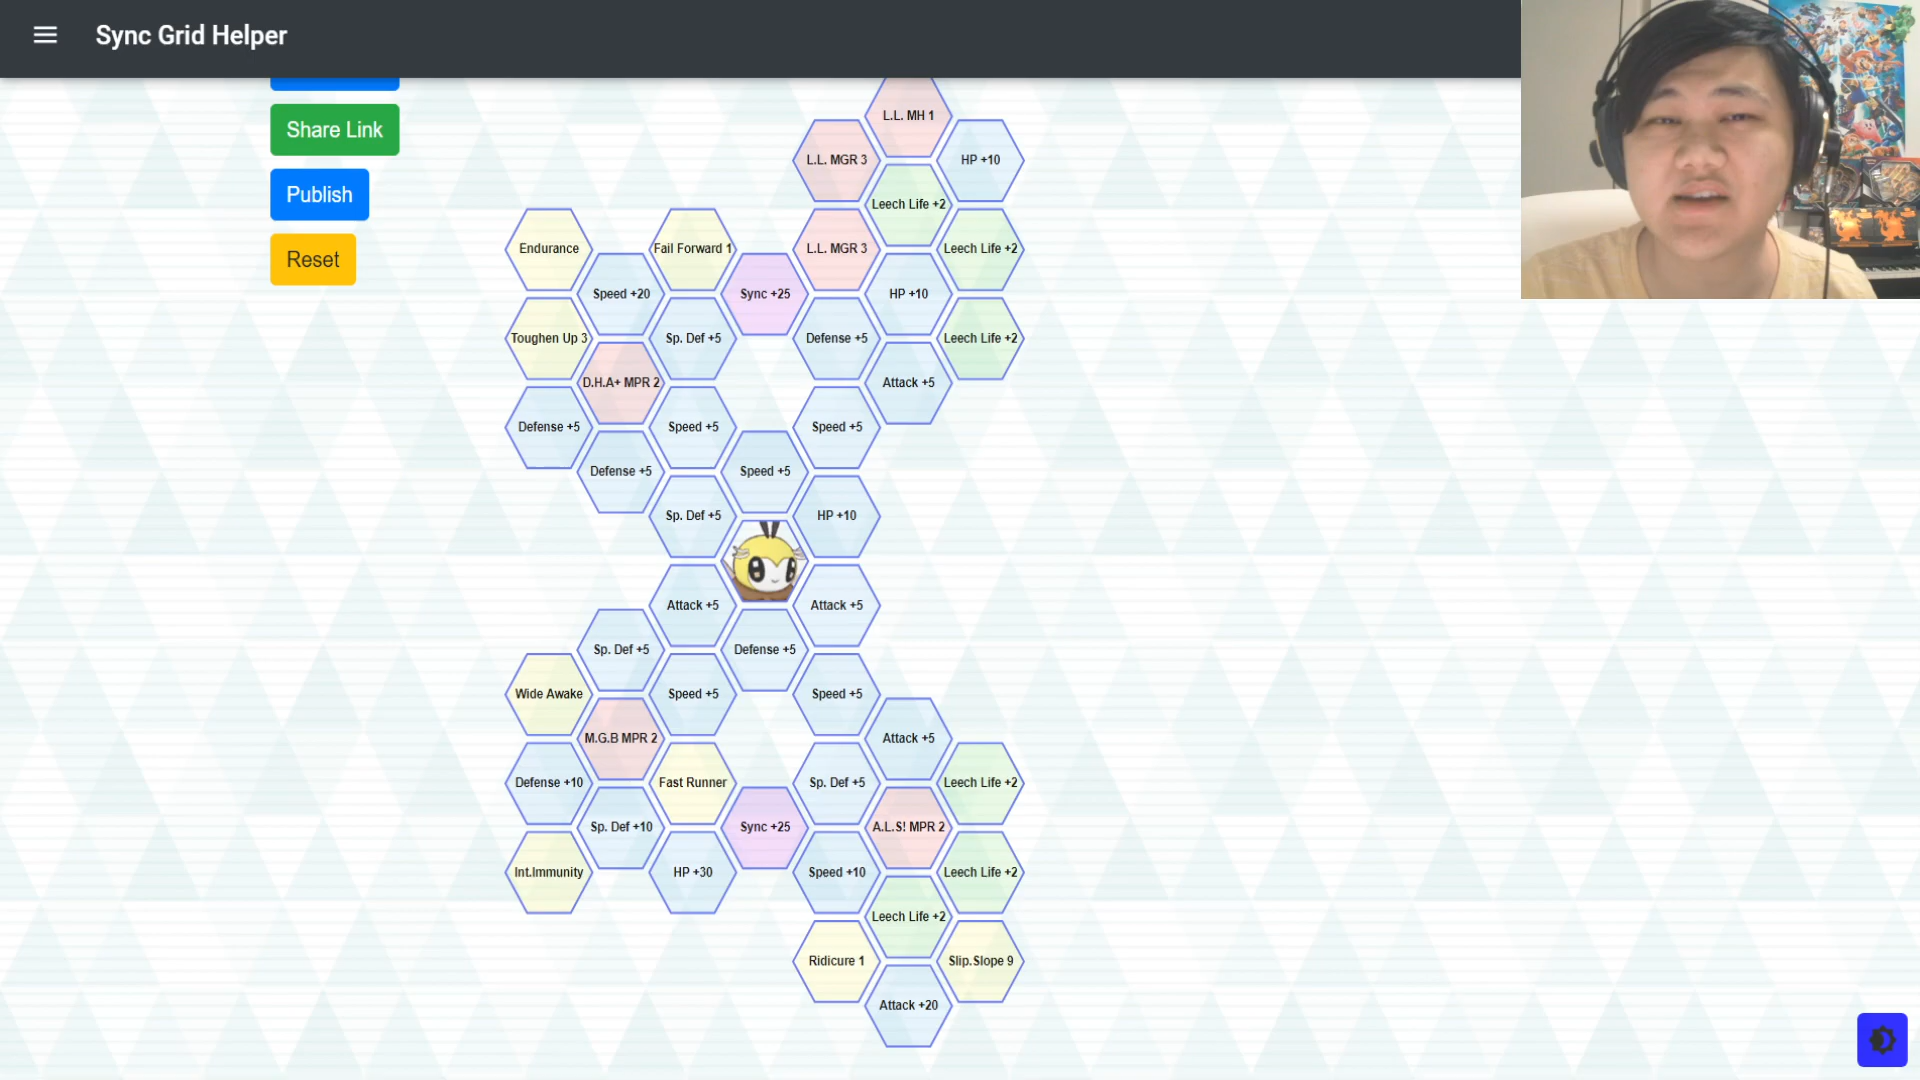 Sync Grid Helper
Share Link
Publish
Reset
L.L. MH 1
L.L. MGR 3
HP +10
Leech Life +2
Endurance
Fail Forward 1
L.L. MGR 3
Leech Life +2
Speed +20
Sync +25
HP +10
Toughen Up 3
Sp. Def +5
Defense +5
Leech Life +2
D.H.A+ MPR 2
Attack +5
Defense +5
Speed +5
Speed +5
Defense +5
Speed +5
Sp. Def +5
HP +10
Attack +5
Attack +5
Sp. Def +5
Defense +5
Wide Awake
Speed +5
Speed +5
M.G.B MPR 2
Attack +5
Defense +10
Fast Runner
Sp. Def +5
Leech Life +2
Sp. Def +10
Sync +25
A.L.S! MPR 2
Int.Immunity
HP +30
Speed +10
Leech Life +2
Leech Life +2
Ridicure 1
Slip.Slope 9
Attack +20